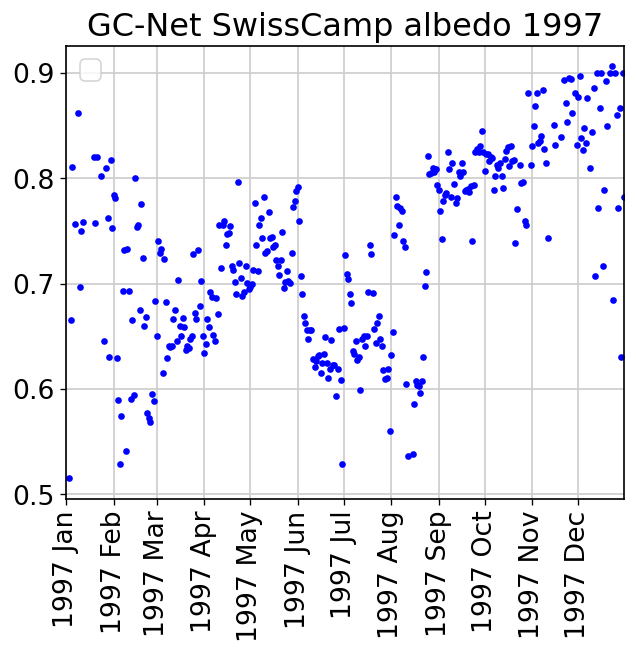 GC-Net SwissCamp albedo 1997
0.9
0.8
0.7
0.6
0.5
1997 Jan
1997 Feb
1997 Mar
1997 Apr
1997 May
1997 Jun
1997 Jul
1997 Aug
1997 Sep
1997 Oct
1997 Nov
1997 Dec